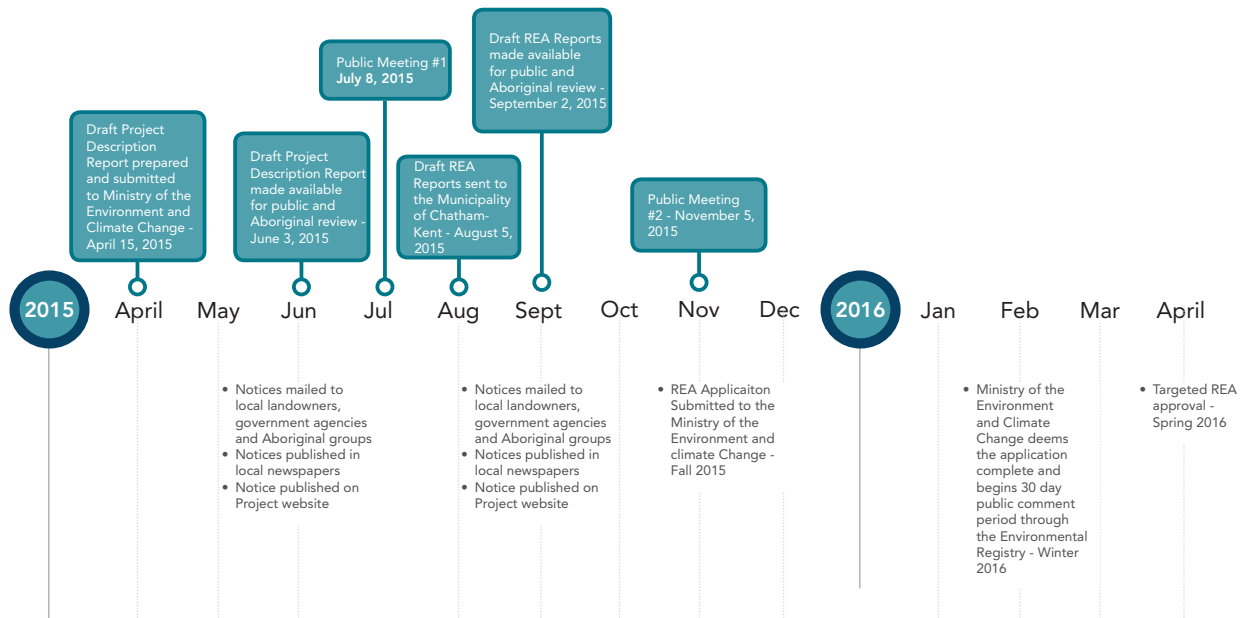 Draft Project
Description
Report prepared
and submitted
to Ministry of the
Environment and
Climate Change -
April 15, 2015
Draft Project
Description Report
made available
for public and
Aboriginal review -
June 3, 2015
Public Meeting #1
July 8, 2015
Draft REA
Reports sent to
the Municipality
of Chatham-
Kent - August 5,
2015
Draft REA Reports
made available
for public and
Aboriginal review -
September 2, 2015
Public Meeting
#2 - November 5,
2015
2015
April
May
Jun
Jul
Aug
Sept
Oct
Nov
Dec
2016
Jan
Feb
Mar
April
• Notices mailed to
local landowners,
government agencies
and Aboriginal groups
• Notices published in
local newspapers
• Notice published on
Project website
• Notices mailed to
local landowners,
government agencies
and Aboriginal groups
• Notices published in
local newspapers
• Notice published on
Project website
• REA Applicaiton
Submitted to the
Ministry of the
Environment and
climate Change -
Fall 2015
• Ministry of the
Environment
and Climate
Change deems
the application
complete and
begins 30 day
public comment
period through
the Environmental
Registry - Winter
2016
• Targeted REA
approval -
Spring 2016